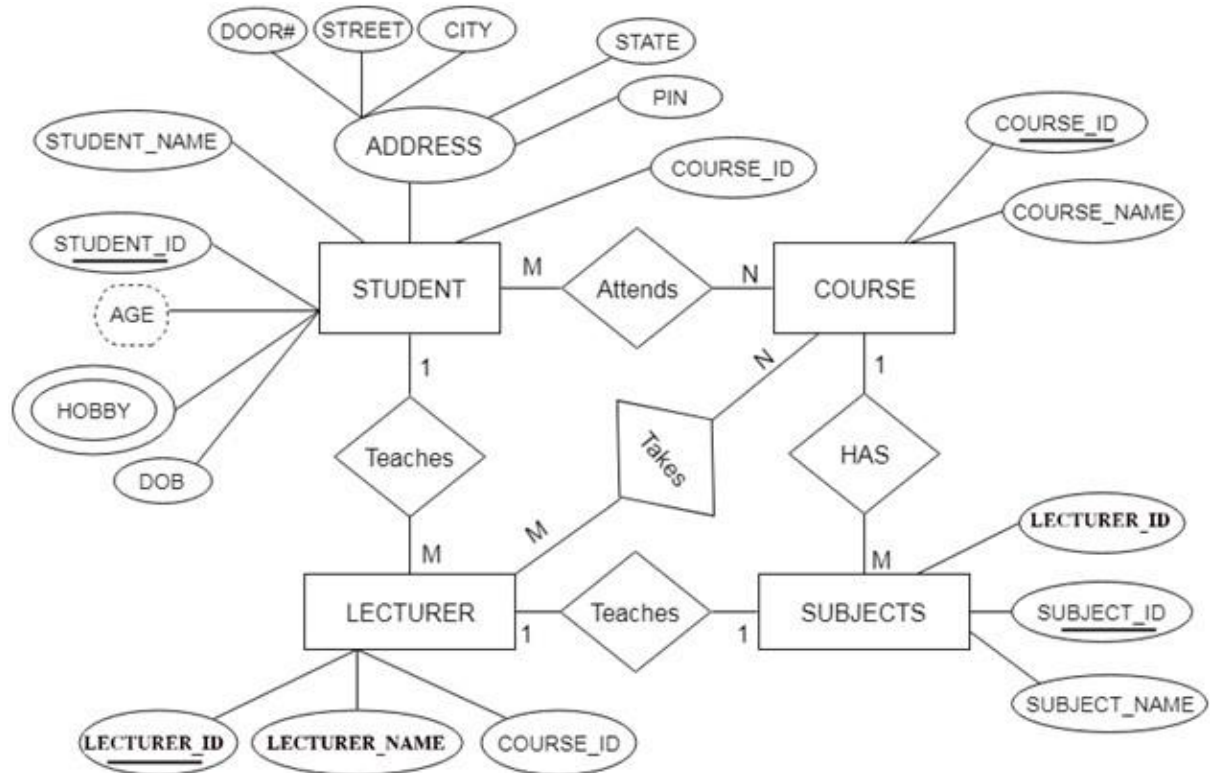 DOOR#
STREET
CITY
STATE
PIN
ADDRESS
STUDENT_NAME
COURSE_ID
COURSE_ID
COURSE_NAME
STUDENT_ID
AGE
HOBBY
DOB
STUDENT
M
Attends
N
COURSE
1
Teaches
M
N
Takes
M
1
HAS
M
LECTURER
1
Teaches
1
SUBJECTS
LECTURER_ID
SUBJECT_ID
SUBJECT_NAME
LECTURER_ID
LECTURER_NAME
COURSE_ID